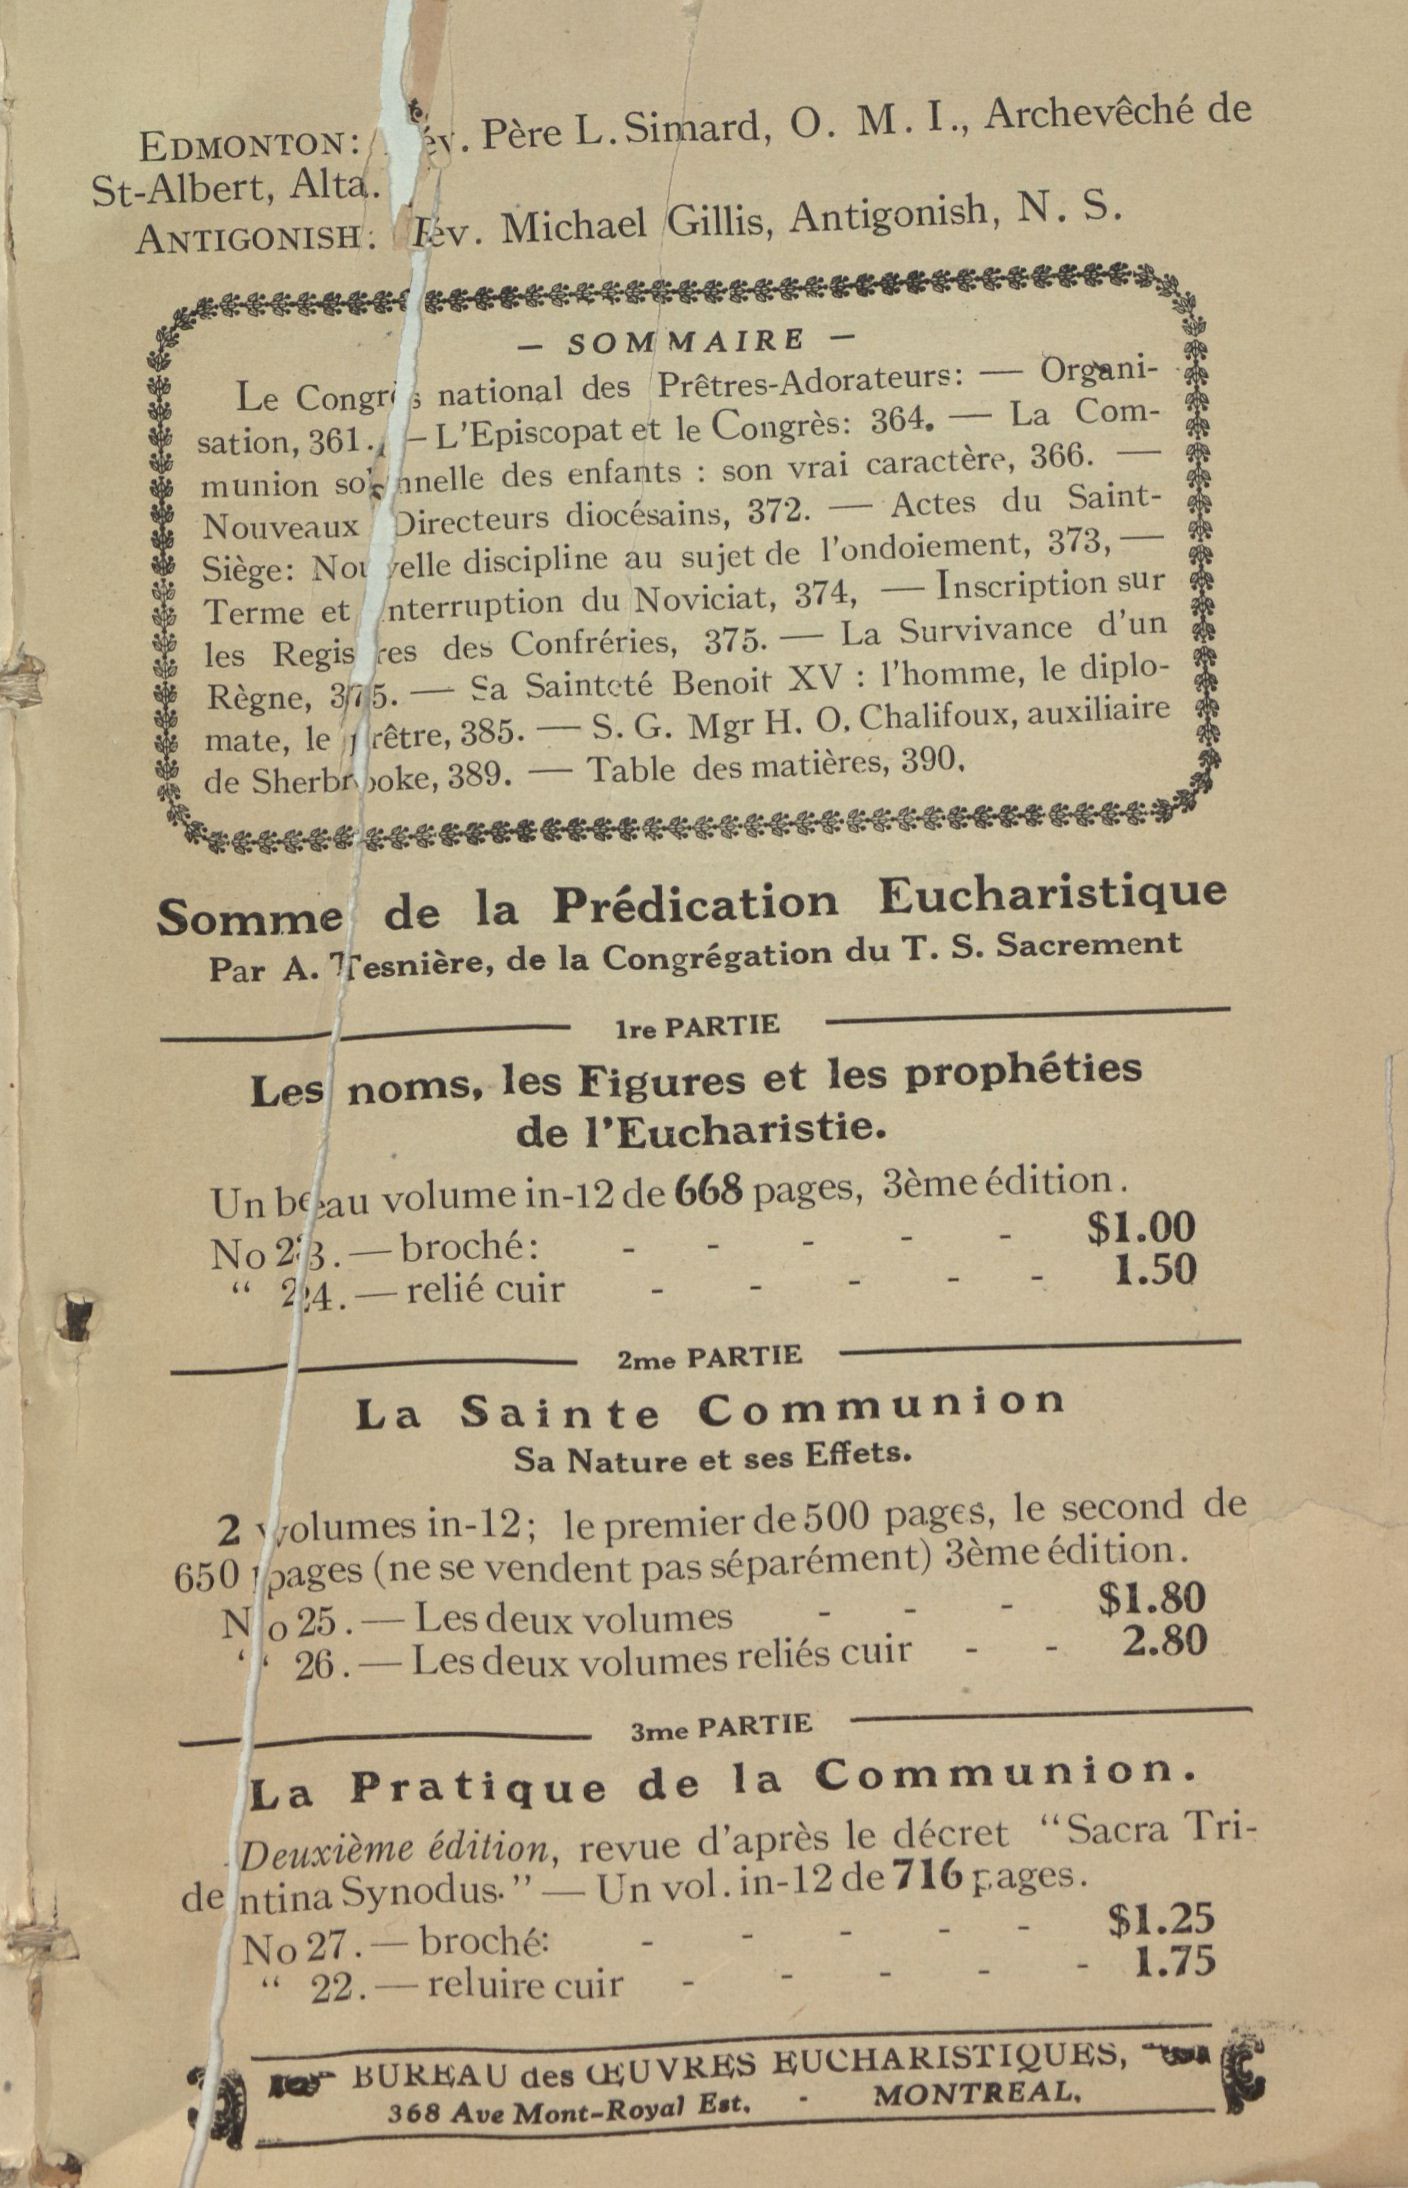 EDMONTON: Rév. Père L. Simard, O. M. I., Archevêché de
St-Albert, Alta.
ANTIGONISH: Rév. Michael Gillis, Antigonish, N. S.
— SOMMAIRE —
Le Congrès national des Prêtres-Adorateurs: — Organi-
sation, 361. — L'Episcopat et le Congrès: 364. — La Com-
munion solennelle des enfants : son vrai caractère, 366. —
Nouveaux Directeurs diocésains, 372. — Actes du Saint-
Siège: Nouvelle discipline au sujet de l'ondoiement, 373, —
Terme et interruption du Noviciat, 374, — Inscription sur
les Registres des Confréries, 375. — La Survivance d'un
Règne, 375. — Sa Sainteté Benoit XV : l'homme, le diplo-
mate, le prêtre, 385. — S. G. Mgr H. O. Chalifoux, auxiliaire
de Sherbrooke, 389. — Table des matières, 390.
Somme de la Prédication Eucharistique
Par A. Tesnière, de la Congrégation du T. S. Sacrement
1re PARTIE
Les noms, les Figures et les prophéties
de l'Eucharistie.
Un beau volume in-12 de 668 pages, 3ème édition.
No 23. — broché: - - - - - $1.00
“ 24. — relié cuir - - - - - 1.50
2me PARTIE
La Sainte Communion
Sa Nature et ses Effets.
2 volumes in-12; le premier de 500 pages, le second de
650 pages (ne se vendent pas séparément) 3ème édition.
No 25. — Les deux volumes - - - $1.80
“ 26. — Les deux volumes reliés cuir - - 2.80
3me PARTIE
La Pratique de la Communion.
Deuxième édition, revue d'après le décret “Sacra Tri-
dentina Synodus.” — Un vol. in-12 de 716 pages.
No 27. — broché: - - - - - $1.25
“ 22. — reluire cuir - - - - - 1.75
BUREAU des ŒUVRES EUCHARISTIQUES,
368 Ave Mont-Royal Est. - MONTREAL.